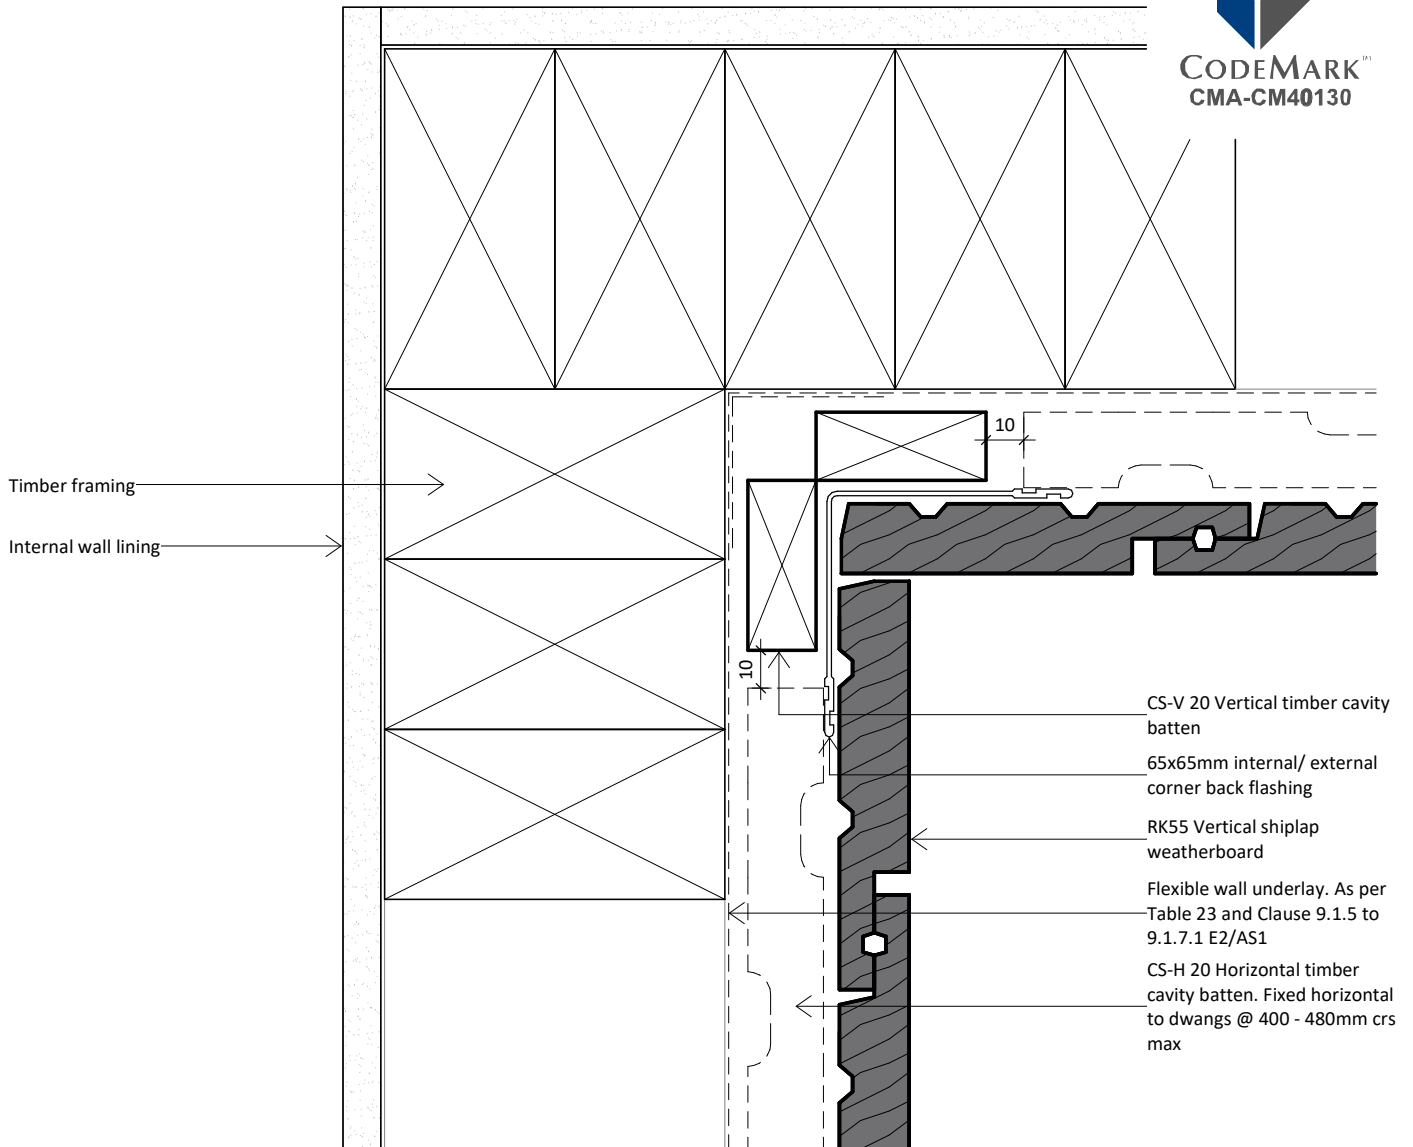 CODEMARK™
CMA-CM40130
10
Timber framing
Internal wall lining
10
CS-V 20 Vertical timber cavity
batten
65x65mm internal/ external
corner back flashing
RK55 Vertical shiplap
weatherboard
Flexible wall underlay. As per
Table 23 and Clause 9.1.5 to
9.1.7.1 E2/AS1
CS-H 20 Horizontal timber
cavity batten. Fixed horizontal
to dwangs @ 400 - 480mm crs
max